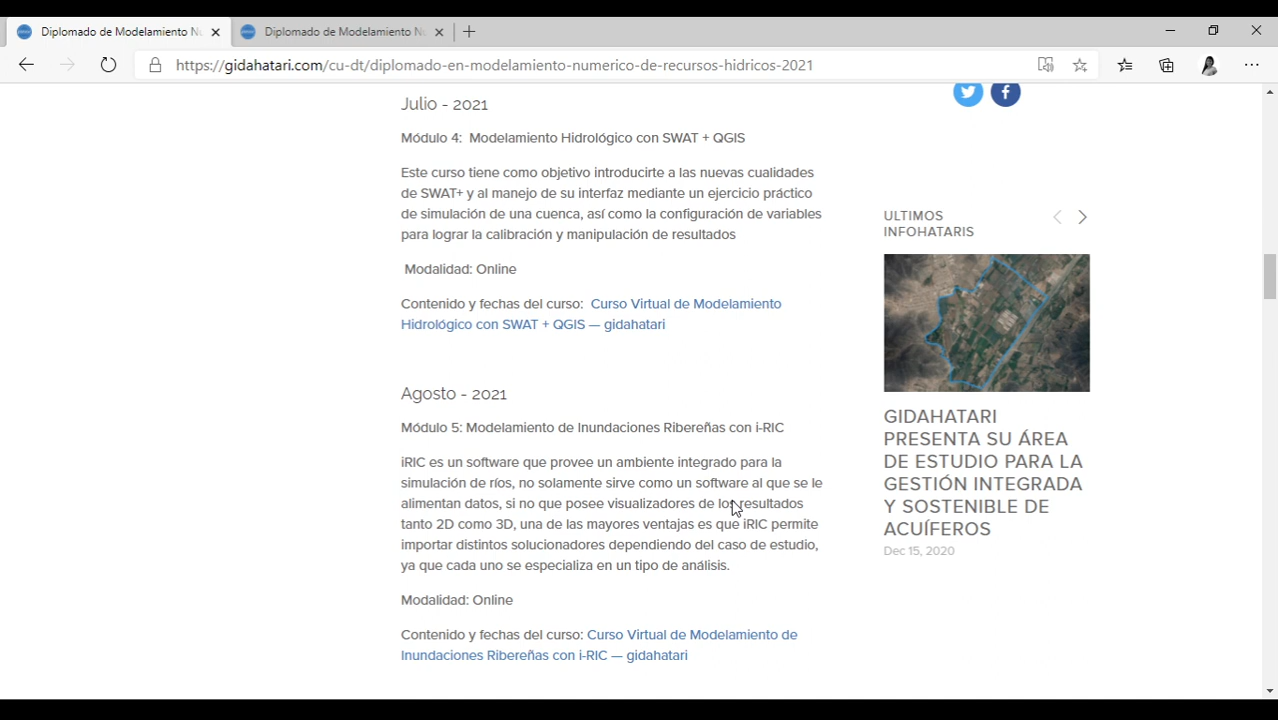 Diplomado de Modelamiento Nu
Diplomado de Modelamiento Nu
https://gidahatari.com/cu-dt/diplomado-en-modelamiento-numerico-de-recursos-hidricos-2021
Julio - 2021
Módulo 4: Modelamiento Hidrológico con SWAT + QGIS
Este curso tiene como objetivo introducirte a las nuevas cualidades
de SWAT+ y al manejo de su interfaz mediante un ejercicio práctico
de simulación de una cuenca, así como la configuración de variables
para lograr la calibración y manipulación de resultados
Modalidad: Online
Contenido y fechas del curso: Curso Virtual de Modelamiento
Hidrológico con SWAT + QGIS — gidahatari
Agosto - 2021
Módulo 5: Modelamiento de Inundaciones Ribereñas con i-RIC
iRIC es un software que provee un ambiente integrado para la
simulación de ríos, no solamente sirve como un software al que se le
alimentan datos, si no que posee visualizadores de los resultados
tanto 2D como 3D, una de las mayores ventajas es que iRIC permite
importar distintos solucionadores dependiendo del caso de estudio,
ya que cada uno se especializa en un tipo de análisis.
Modalidad: Online
Contenido y fechas del curso: Curso Virtual de Modelamiento de
Inundaciones Ribereñas con i-RIC — gidahatari
ULTIMOS
INFOHATARIS
GIDAHATARI
PRESENTA SU ÁREA
DE ESTUDIO PARA LA
GESTIÓN INTEGRADA
Y SOSTENIBLE DE
ACUÍFEROS
Dec 15, 2020